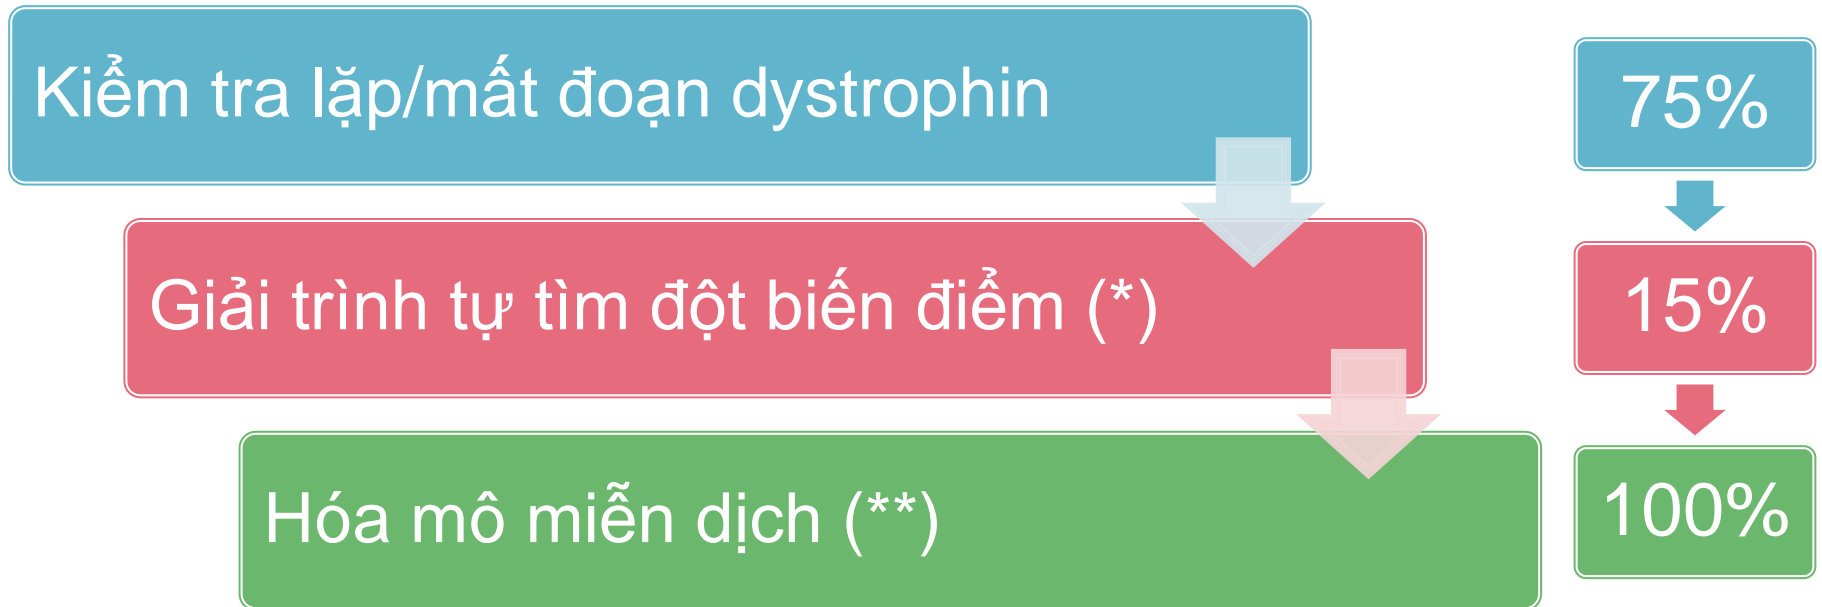 Kiểm tra lặp/mất đoạn dystrophin
75%
Giải trình tự tìm đột biến điểm (*)
15%
Hóa mô miễn dịch (**)
100%